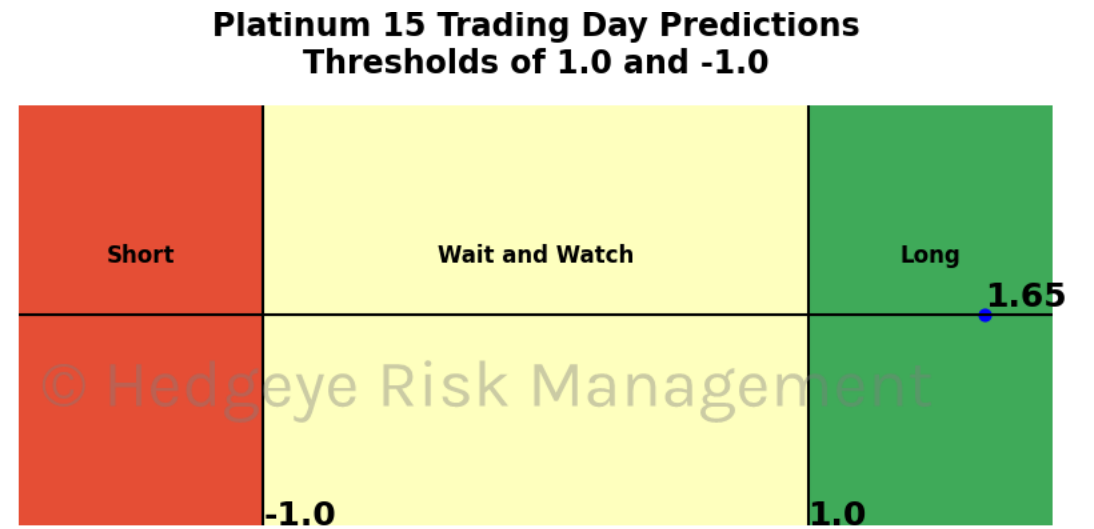 Platinum 15 Trading Day Predictions
Thresholds of 1.0 and -1.0
Short
Wait and Watch
Long
1.65
© Hedgeye Risk Management
-1.0
1.0